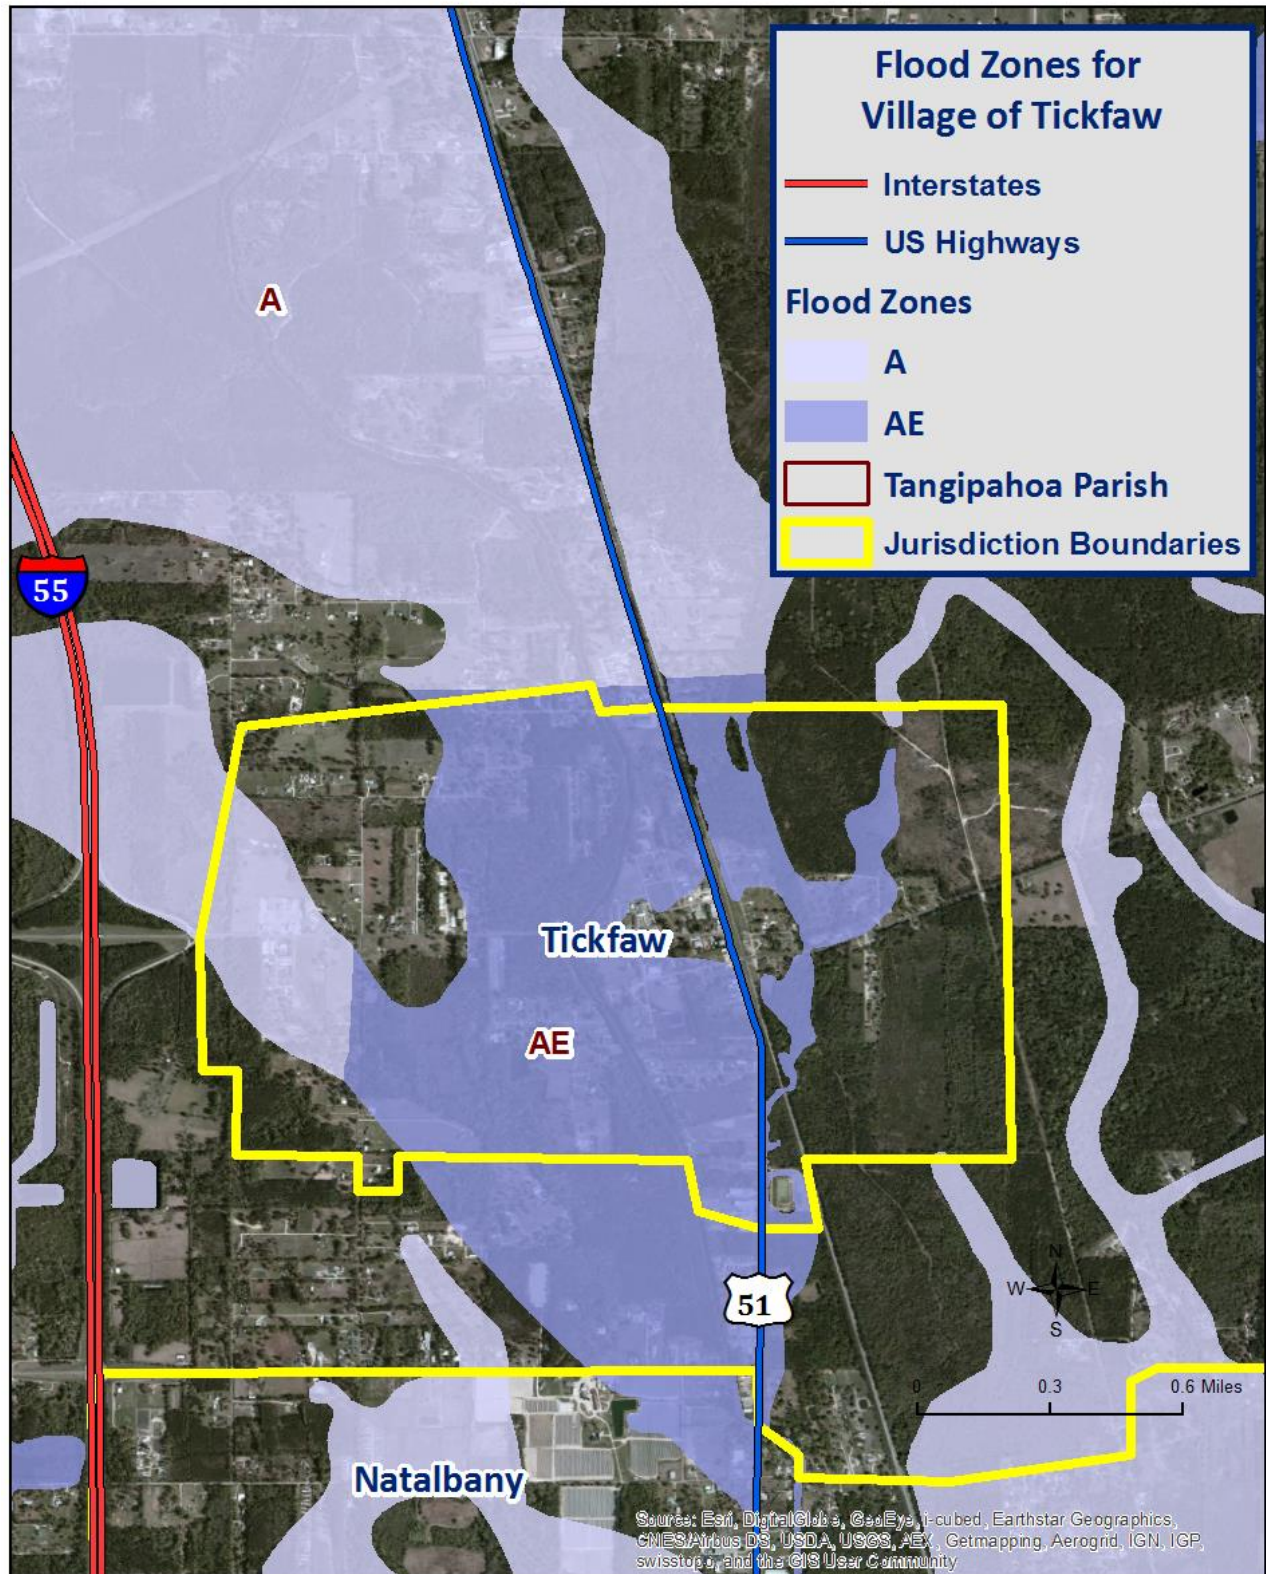 Flood Zones for
Village of Tickfaw
Interstates
US Highways
Flood Zones
A
AE
Tangipahoa Parish
Jurisdiction Boundaries
A
55
Tickfaw
AE
51
N
W E
S
0 0.3 0.6 Miles
Natalbany
Source: Esri, DigitalGlobe, GeoEye, i-cubed, Earthstar Geographics,
CNES/Airbus DS, USDA, USGS, AEX, Getmapping, Aerogrid, IGN, IGP,
swisstopo, and the GIS User Community